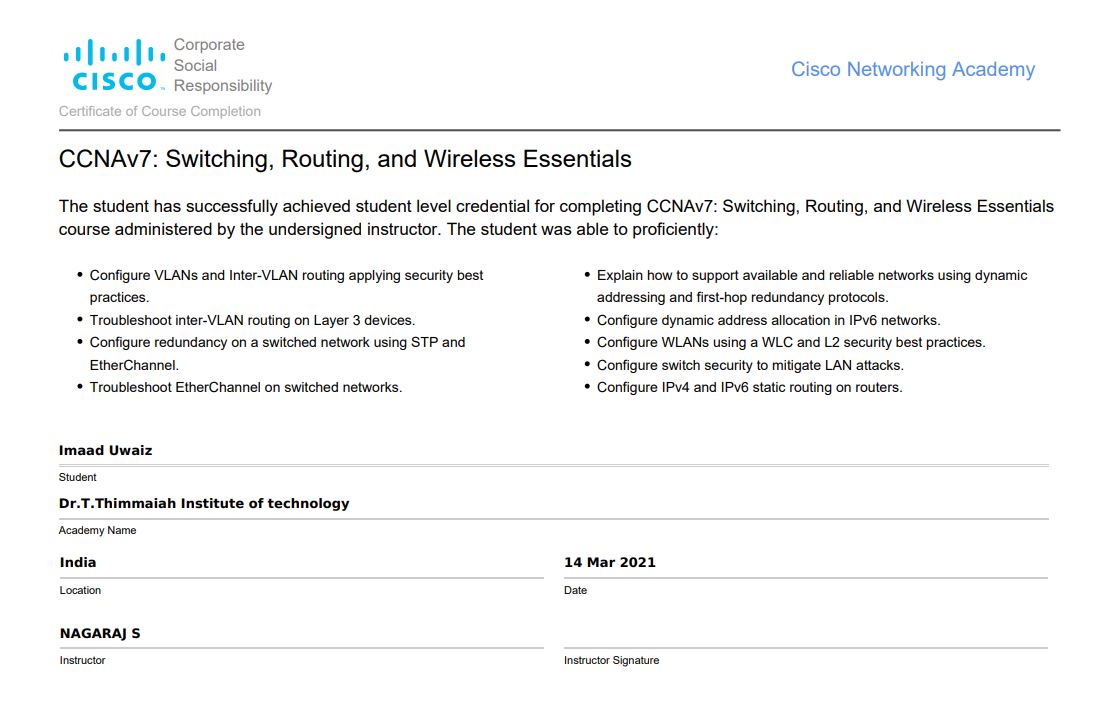 Corporate
Social
Responsibility
CISCO™
Cisco Networking Academy
Certificate of Course Completion
CCNAv7: Switching, Routing, and Wireless Essentials
The student has successfully achieved student level credential for completing CCNAv7: Switching, Routing, and Wireless Essentials
course administered by the undersigned instructor. The student was able to proficiently:
• Configure VLANs and Inter-VLAN routing applying security best
practices.
• Troubleshoot inter-VLAN routing on Layer 3 devices.
• Configure redundancy on a switched network using STP and
EtherChannel.
• Troubleshoot EtherChannel on switched networks.
• Explain how to support available and reliable networks using dynamic
addressing and first-hop redundancy protocols.
• Configure dynamic address allocation in IPv6 networks.
• Configure WLANs using a WLC and L2 security best practices.
• Configure switch security to mitigate LAN attacks.
• Configure IPv4 and IPv6 static routing on routers.
Imaad Uwaiz
Student
Dr.T.Thimmaiah Institute of technology
Academy Name
India
Location
14 Mar 2021
Date
NAGARAJ S
Instructor
Instructor Signature